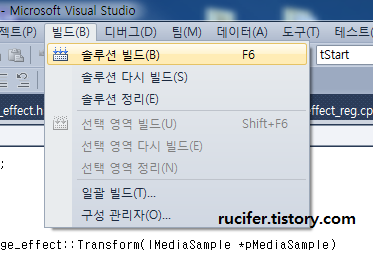 - Microsoft Visual Studio
젝트(P) 빌드(B) 디버그(D) 팀(M) 데이터(A) 도구(T) 테스트(
솔루션 빌드(B) F6
tStart
솔루션 다시 빌드(S)
솔루션 정리(E)
_effect.h
effect_reg.cp
선택 영역 빌드(U) Shift+F6
선택 영역 다시 빌드(E)
선택 영역 정리(N)
;
일괄 빌드(T)...
구성 관리자(O)...
rucifer.tistory.com
ge_effect::Transform(IMediaSample *pMediaSample)